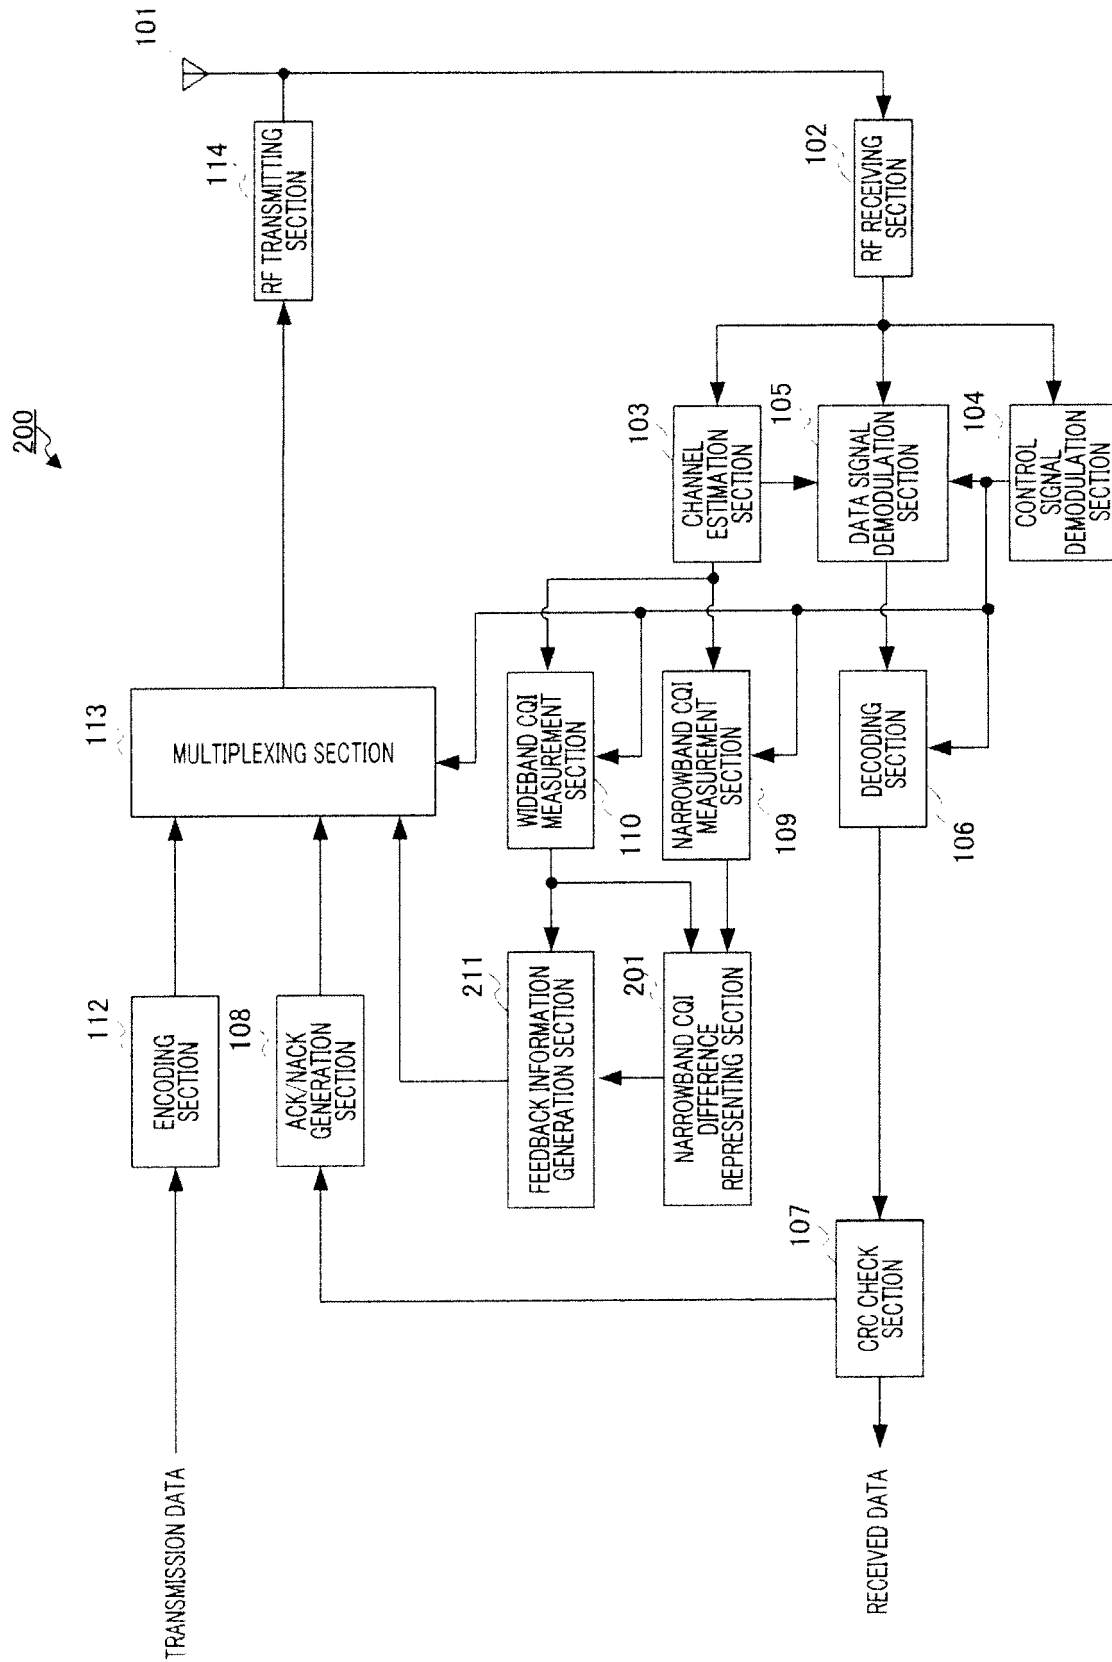 200
101
114
RF TRANSMITTING
SECTION
102
RF RECEIVING
SECTION
103
CHANNEL
ESTIMATION
SECTION
105
DATA SIGNAL
DEMODULATION
SECTION
104
CONTROL
SIGNAL
DEMODULATION
SECTION
113
MULTIPLEXING SECTION
WIDEBAND CQI
MEASUREMENT
SECTION
110
NARROWBAND CQI
MEASUREMENT
SECTION
109
DECODING
SECTION
106
112
ENCODING
SECTION
108
ACK/NACK
GENERATION
SECTION
211
FEEDBACK INFORMATION
GENERATION SECTION
201
NARROWBAND CQI
DIFFERENCE
REPRESENTING SECTION
107
CRC CHECK
SECTION
TRANSMISSION DATA
RECEIVED DATA